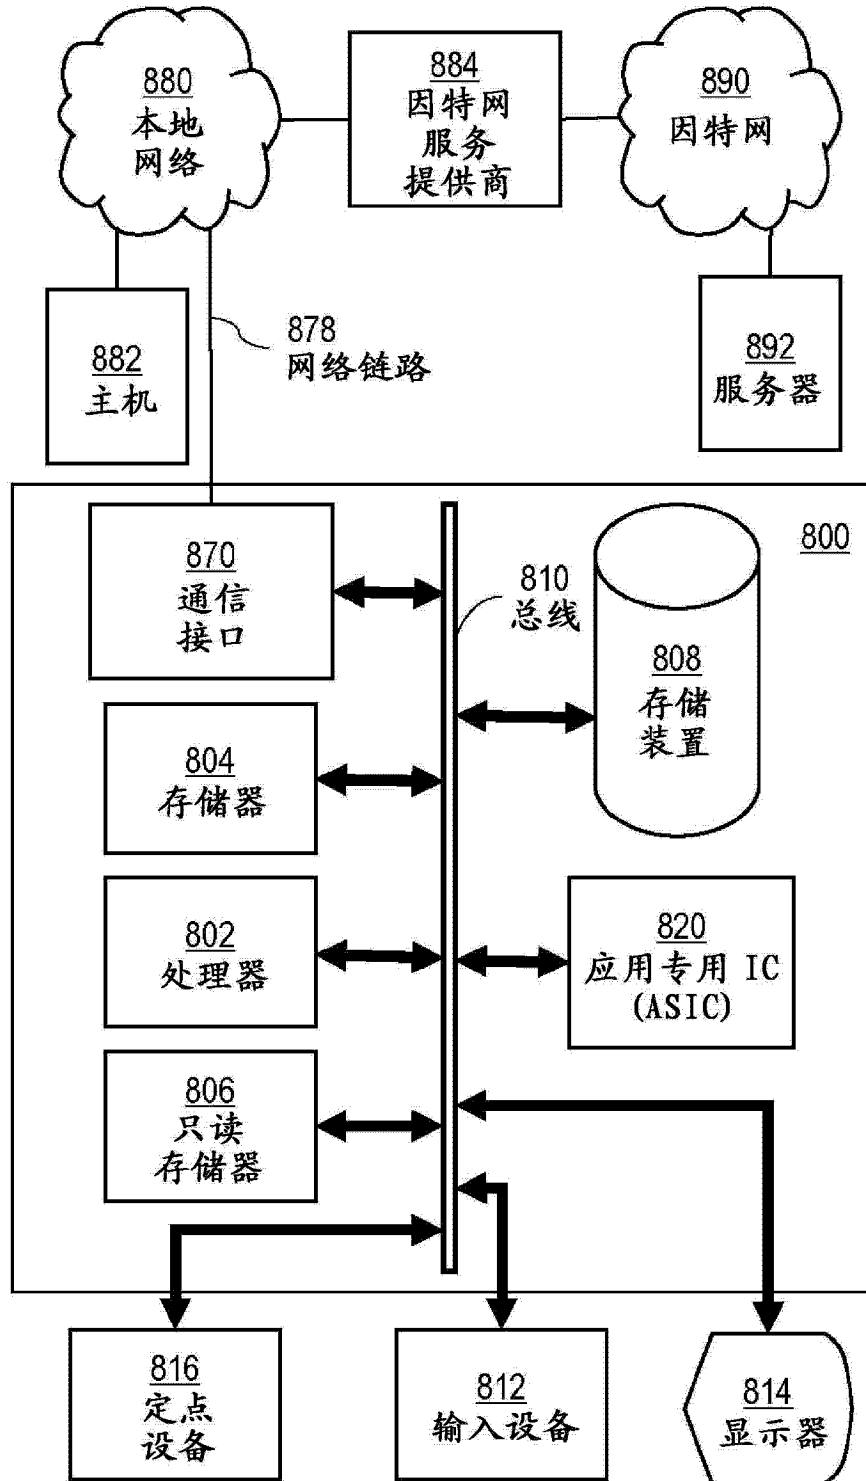 880
本地
网络
884
因特网
服务
提供商
890
因特网
882
主机
878
网络链路
892
服务器
800
870
通信
接口
810
总线
808
存储
装置
804
存储器
802
处理器
820
应用专用 IC
(ASIC)
806
只读
存储器
816
定点
设备
812
输入设备
814
显示器